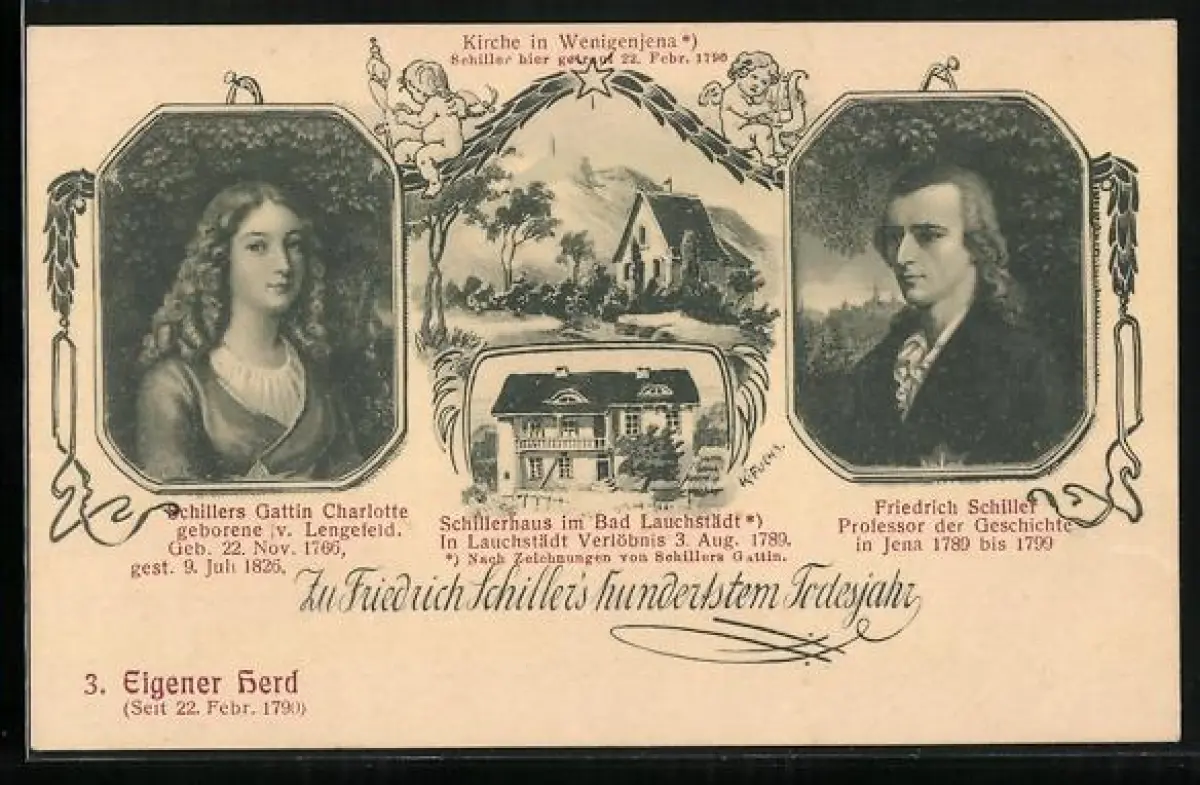 Kirche in Wenigenjena*)
Schiller hier getraut 22. Febr. 1790
Schillers Gattin Charlotte
geborene v. Lengefeld.
Geb. 22. Nov. 1766,
gest. 9. Juli 1826.
K. Fuchs.
Schillerhaus im Bad Lauchstädt*)
In Lauchstädt Verlöbnis 3. Aug. 1789.
*) Nach Zeichnungen von Schillers Gattin.
Friedrich Schiller
Professor der Geschichte
in Jena 1789 bis 1799
Zu Friedrich Schiller's hundertstem Todesjahr
3. Eigener Herd
(Seit 22. Febr. 1790)